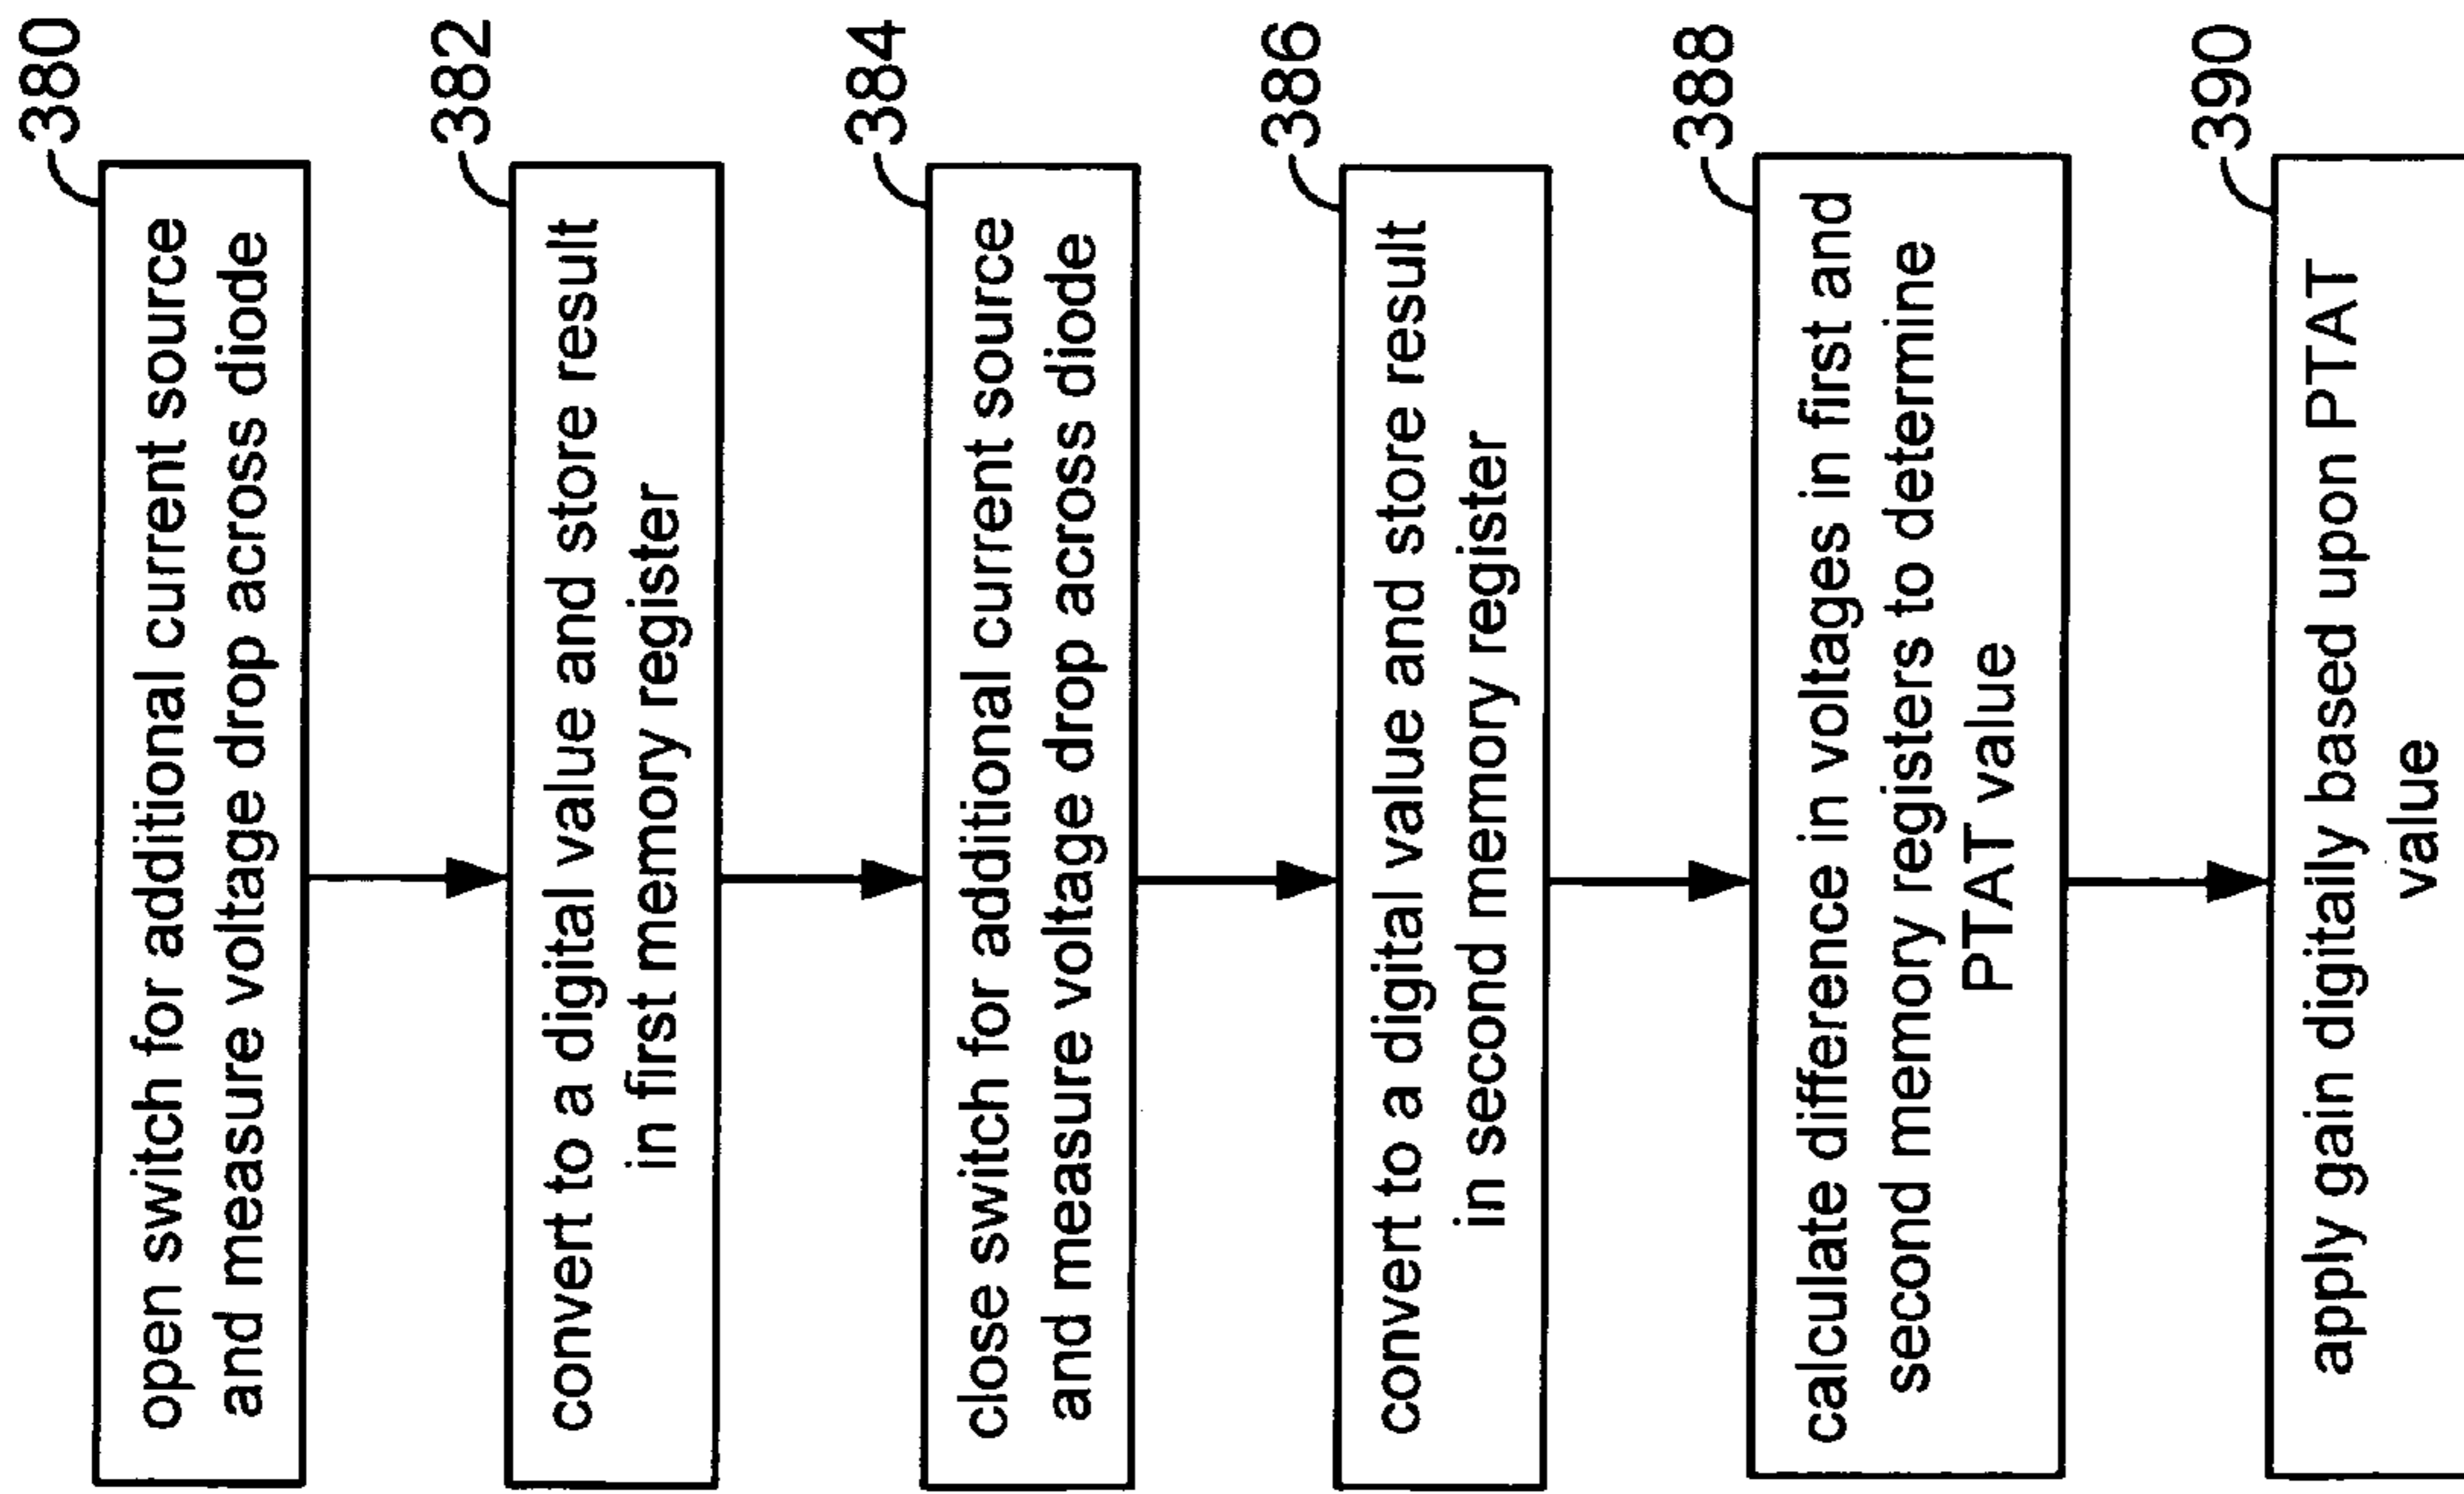 380
open switch for additional current source
and measure voltage drop across diode
382
convert to a digital value and store result
in first memory register
384
close switch for additional current source
and measure voltage drop across diode
386
convert to a digital value and store result
in second memory register
388
calculate difference in voltages in first and
second memory registers to determine
PTAT value
390
apply gain digitally based upon PTAT
value